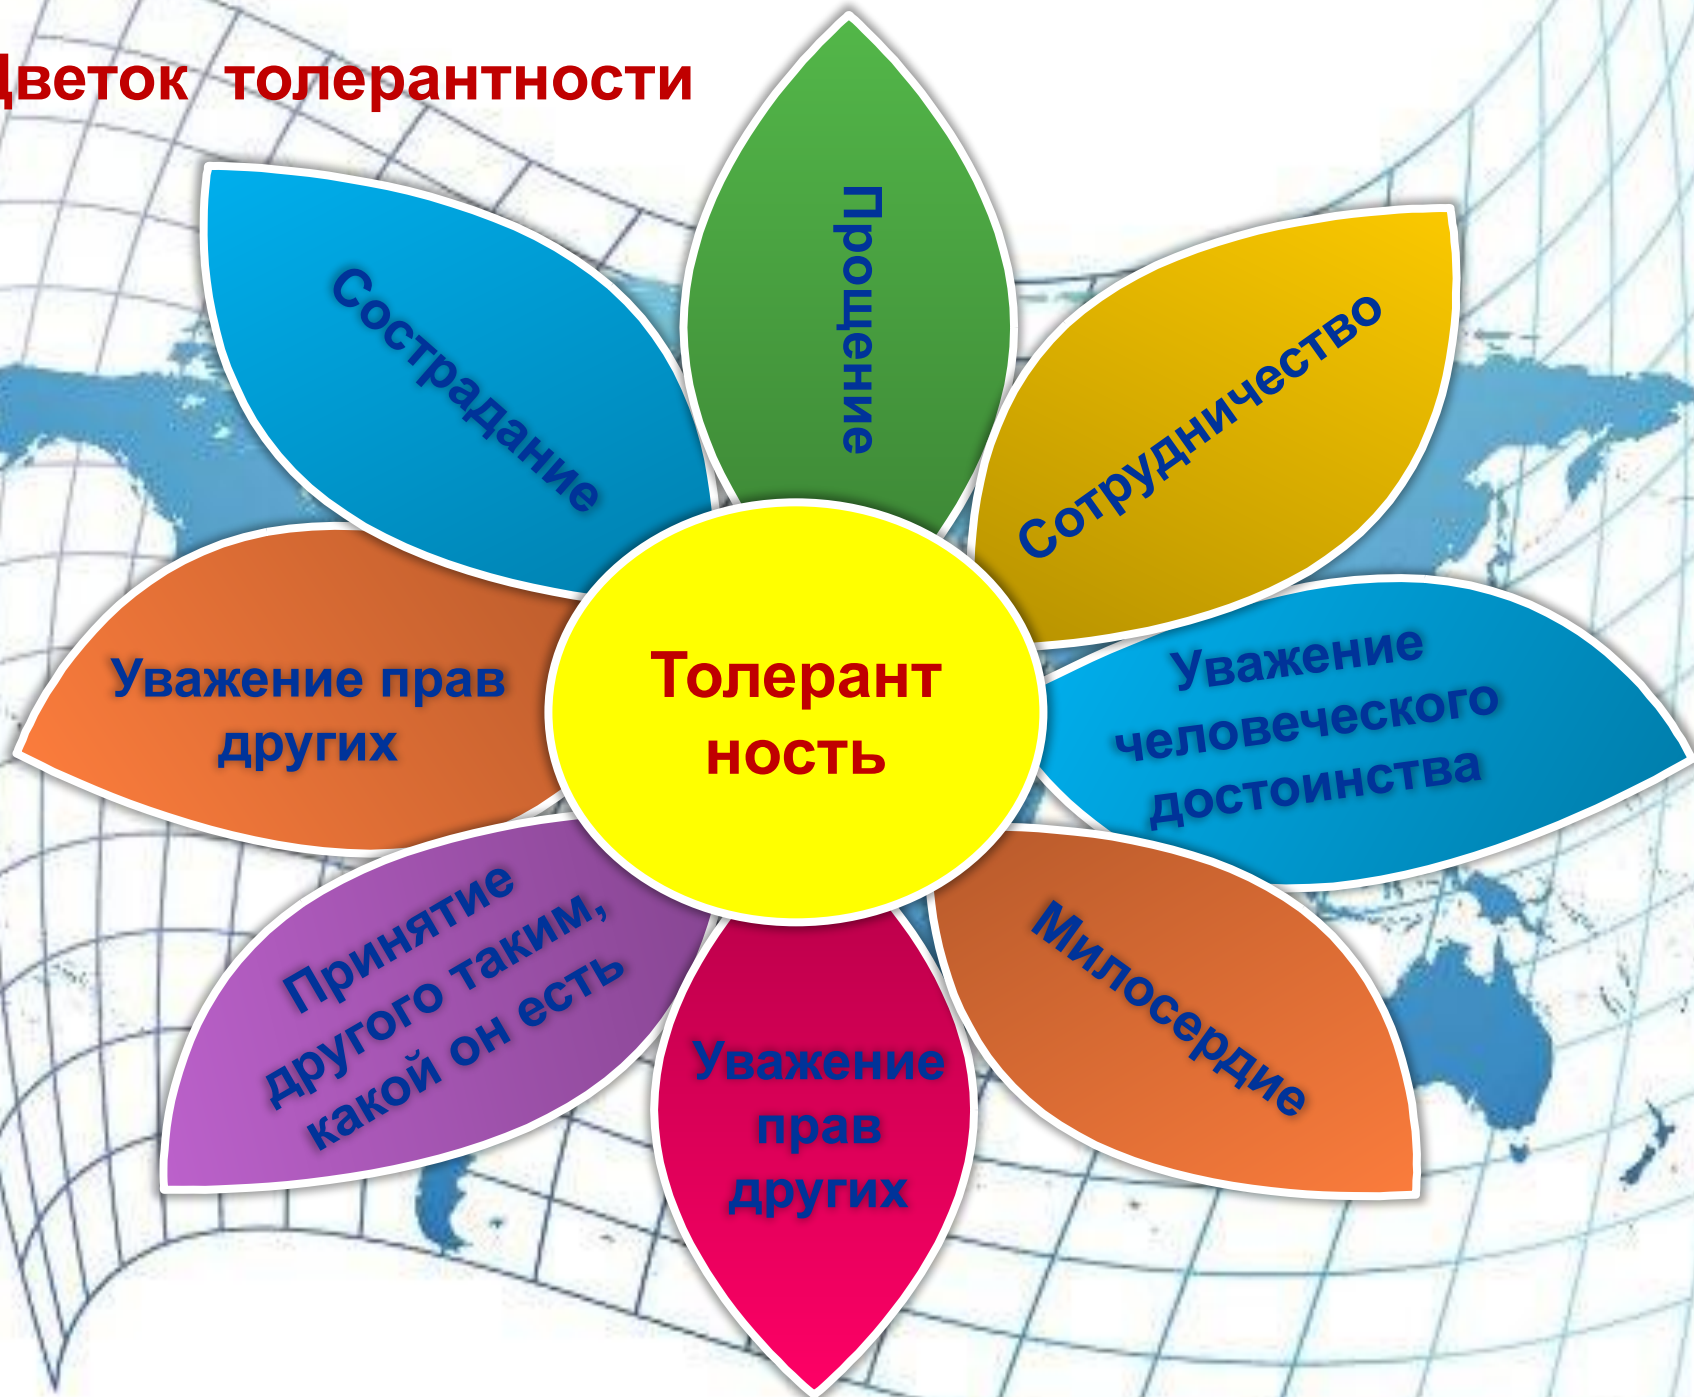 Цветок толерантности
Прощение
Сострадание
Сотрудничество
Уважение прав
других
Толерант
ность
Уважение
человеческого
достоинства
Принятие
другого таким,
какой он есть
Милосердие
Уважение
прав
других